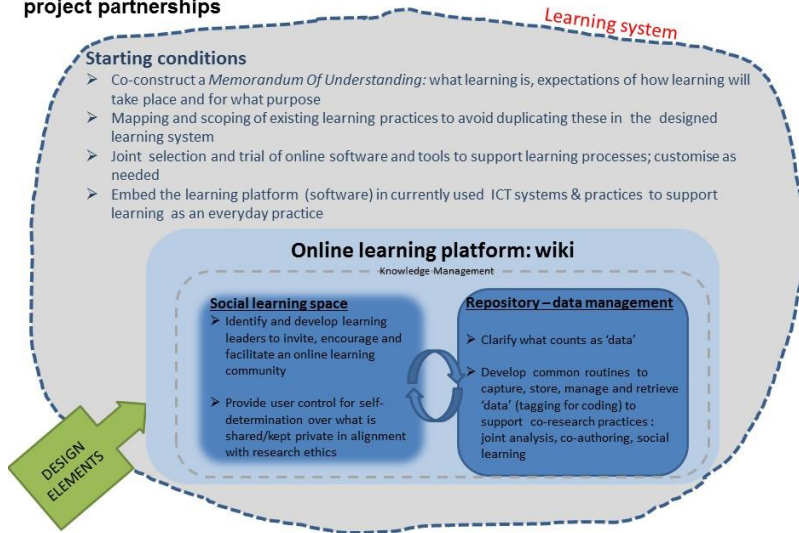 project partnerships
Learning system
Starting conditions
➢ Co-construct a Memorandum Of Understanding: what learning is, expectations of how learning will
take place and for what purpose
➢ Mapping and scoping of existing learning practices to avoid duplicating these in the designed
learning system
➢ Joint selection and trial of online software and tools to support learning processes; customise as
needed
➢ Embed the learning platform (software) in currently used ICT systems & practices to support
learning as an everyday practice
Online learning platform: wiki
Knowledge Management
Social learning space
➢ Identify and develop learning
leaders to invite, encourage and
facilitate an online learning
community
➢ Provide user control for self-
determination over what is
shared/kept private in alignment
with research ethics
Repository – data management
➢ Clarify what counts as ‘data’
➢ Develop common routines to
capture, store, manage and retrieve
‘data’ (tagging for coding) to
support co-research practices :
joint analysis, co-authoring, social
learning
DESIGN
ELEMENTS